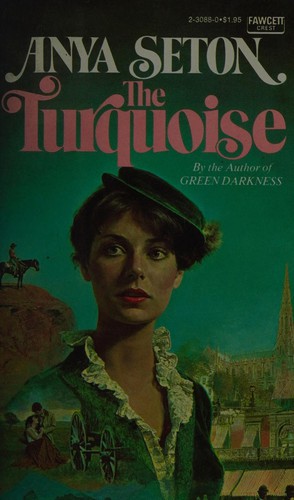 2-3088-0 • $1.95
FAWCETT
CREST
ANYA SETON
The
Turquoise
By the Author of
GREEN DARKNESS